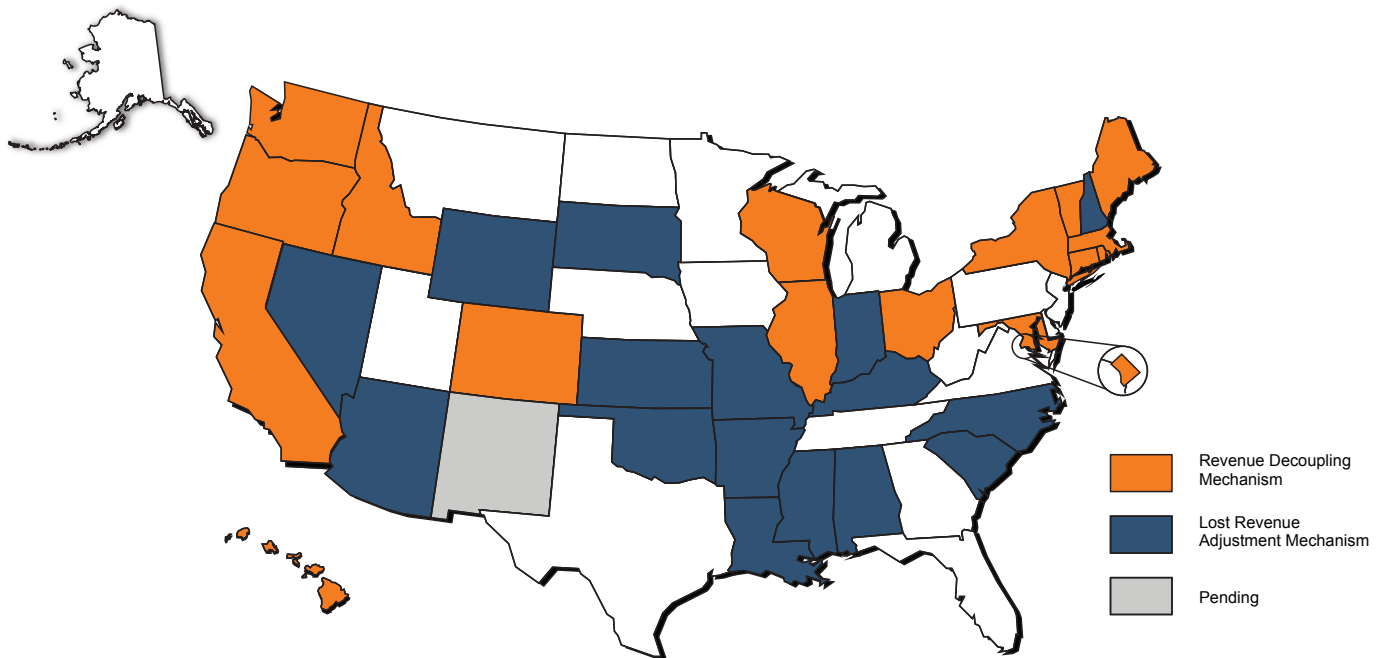 Revenue Decoupling
Mechanism
Lost Revenue
Adjustment Mechanism
Pending